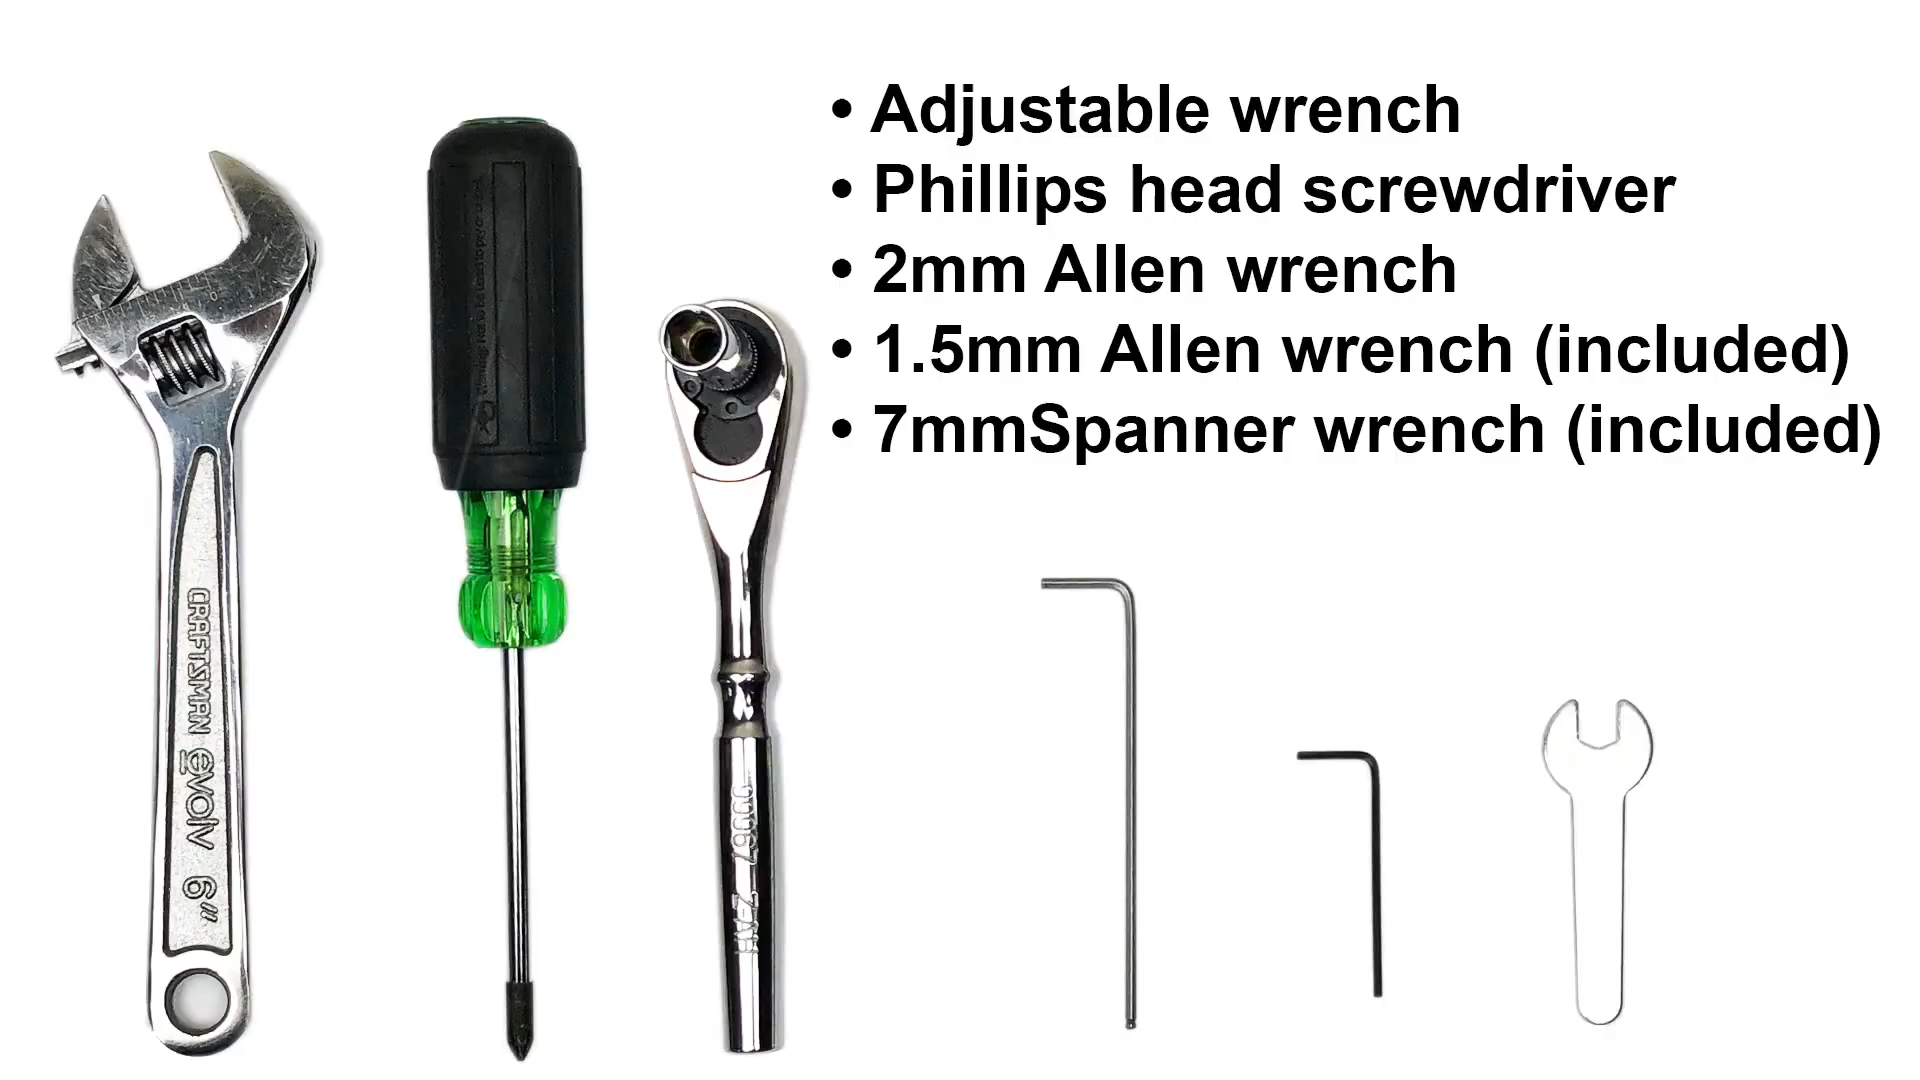 • Adjustable wrench
• Phillips head screwdriver
• 2mm Allen wrench
• 1.5mm Allen wrench (included)
• 7mmSpanner wrench (included)
CRAFTSMAN evolv 6"